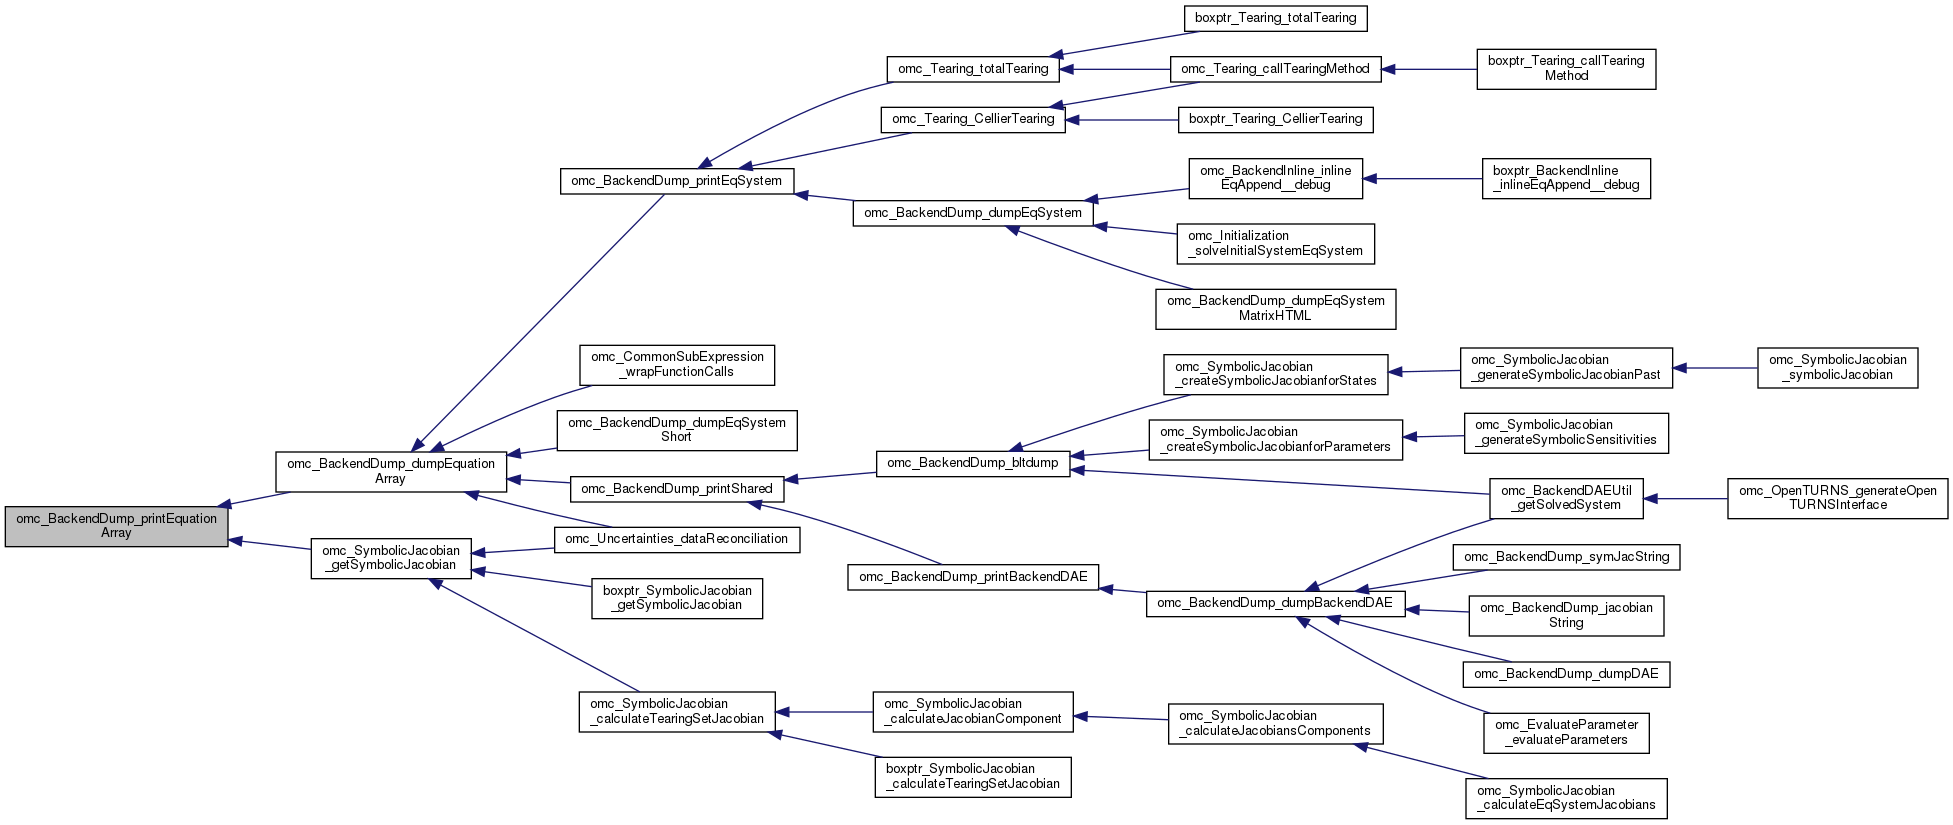 boxptr_Tearing_totalTearing
omc_Tearing_totalTearing
omc_Tearing_callTearingMethod
boxptr_Tearing_callTearing
Method
omc_Tearing_CellierTearing
boxptr_Tearing_CellierTearing
omc_BackendDump_printEqSystem
omc_BackendInline_inline
EqAppend__debug
boxptr_BackendInline
_inlineEqAppend__debug
omc_BackendDump_dumpEqSystem
omc_Initialization
_solveInitialSystemEqSystem
omc_BackendDump_dumpEqSystem
MatrixHTML
omc_CommonSubExpression
_wrapFunctionCalls
omc_SymbolicJacobian
_createSymbolicJacobianforStates
omc_SymbolicJacobian
_generateSymbolicJacobianPast
omc_SymbolicJacobian
_symbolicJacobian
omc_BackendDump_dumpEqSystem
Short
omc_SymbolicJacobian
_createSymbolicJacobianforParameters
omc_SymbolicJacobian
_generateSymbolicSensitivities
omc_BackendDump_dumpEquation
Array
omc_BackendDump_printShared
omc_BackendDump_bltdump
omc_BackendDAEUtil
_getSolvedSystem
omc_OpenTURNS_generateOpen
TURNSInterface
omc_BackendDump_printEquation
Array
omc_Uncertainties_dataReconciliation
omc_SymbolicJacobian
_getSymbolicJacobian
omc_BackendDump_symJacString
omc_BackendDump_printBackendDAE
boxptr_SymbolicJacobian
_getSymbolicJacobian
omc_BackendDump_dumpBackendDAE
omc_BackendDump_jacobian
String
omc_BackendDump_dumpDAE
omc_SymbolicJacobian
_calculateTearingSetJacobian
omc_SymbolicJacobian
_calculateJacobianComponent
omc_SymbolicJacobian
_calculateJacobiansComponents
omc_EvaluateParameter
_evaluateParameters
boxptr_SymbolicJacobian
_calculateTearingSetJacobian
omc_SymbolicJacobian
_calculateEqSystemJacobians